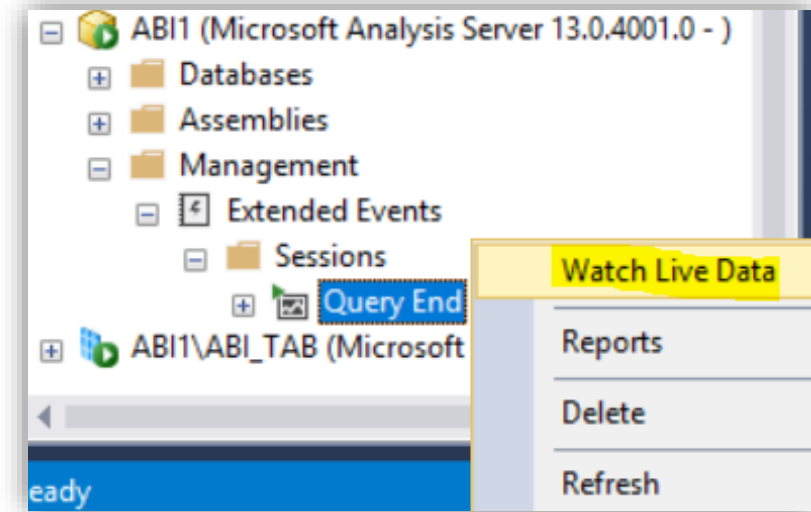 ABI1 (Microsoft Analysis Server 13.0.4001.0 - )
Databases
Assemblies
Management
Extended Events
Sessions
Watch Live Data
Query End
Reports
ABI1\ABI_TAB (Microsoft
Delete
Refresh
eady